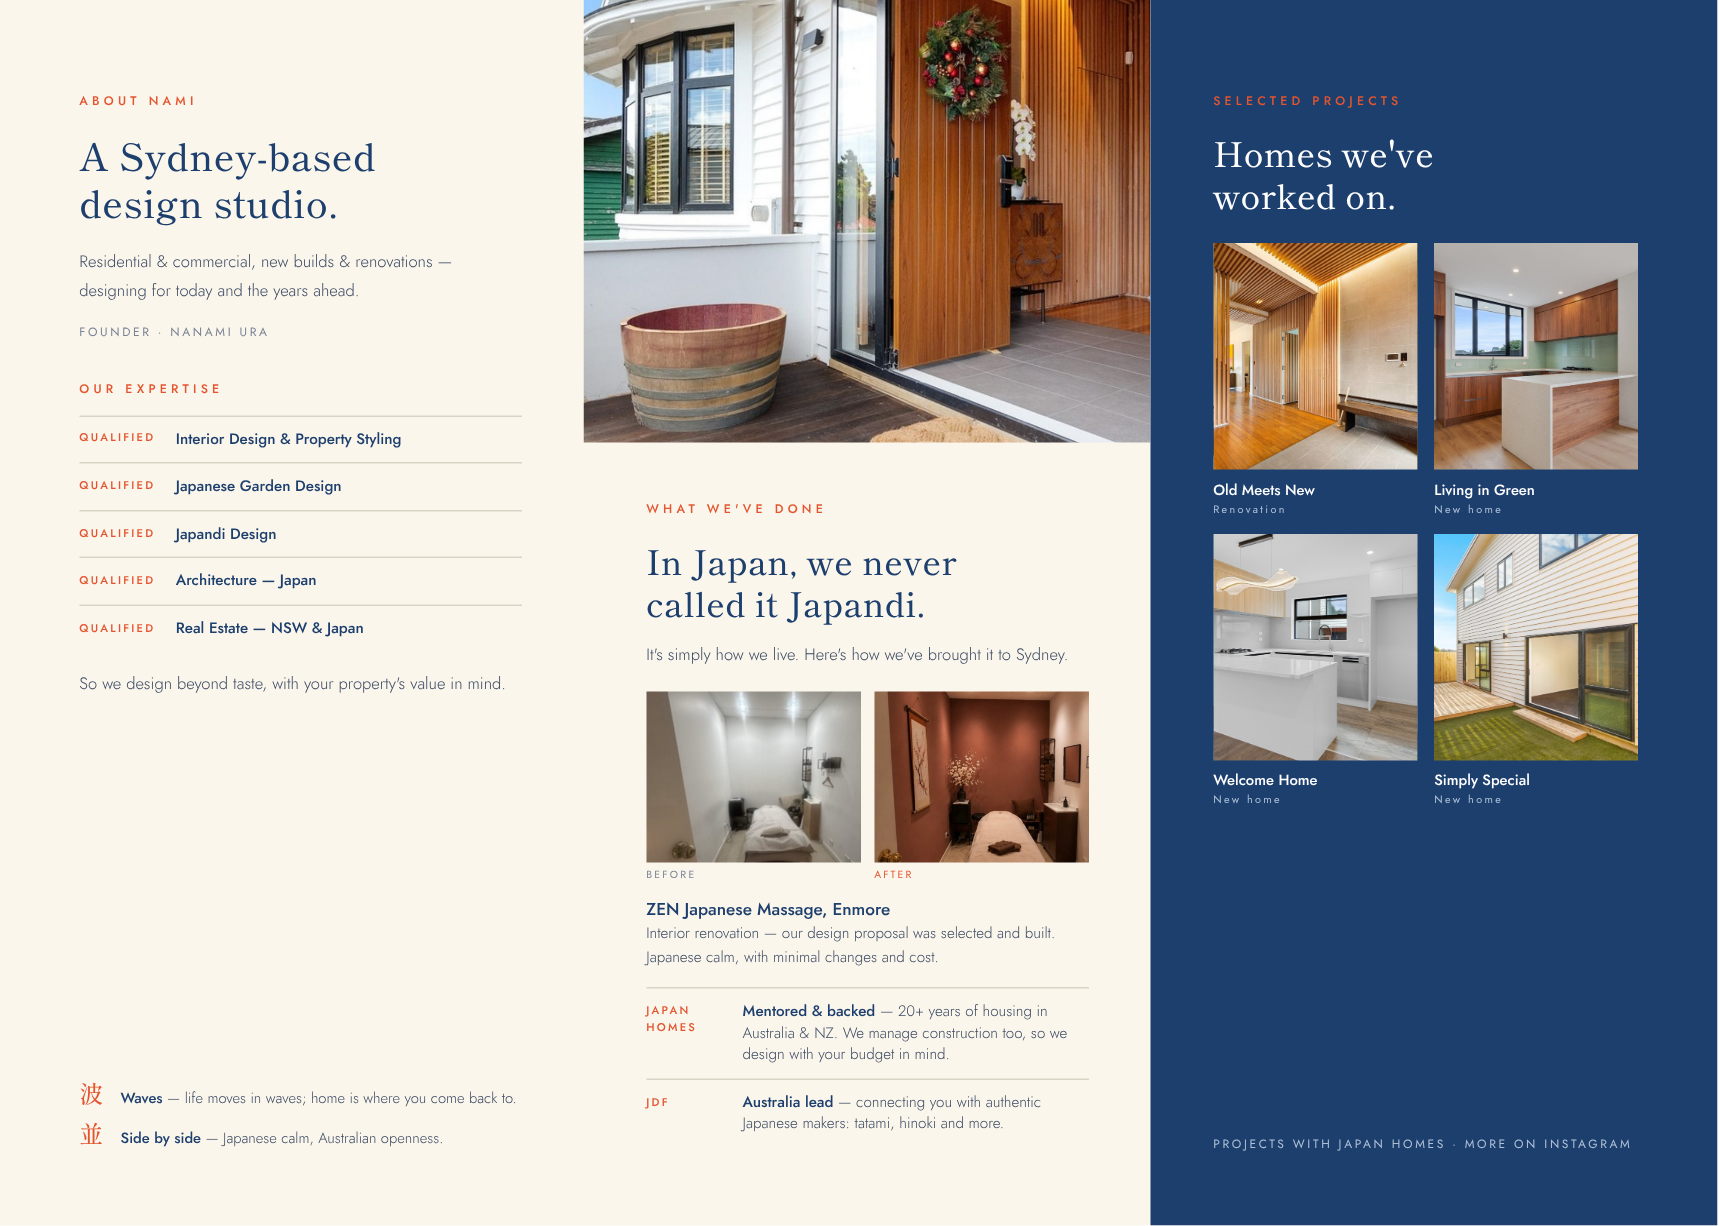 ABOUT NAMI
A Sydney-based
design studio.
Residential & commercial, new builds & renovations —
designing for today and the years ahead.
FOUNDER · NANAMI URA
OUR EXPERTISE
QUALIFIED Interior Design & Property Styling
QUALIFIED Japanese Garden Design
QUALIFIED Japandi Design
QUALIFIED Architecture — Japan
QUALIFIED Real Estate — NSW & Japan
So we design beyond taste, with your property's value in mind.
波 Waves — life moves in waves; home is where you come back to.
並 Side by side — Japanese calm, Australian openness.
WHAT WE'VE DONE
In Japan, we never
called it Japandi.
It's simply how we live. Here's how we've brought it to Sydney.
BEFORE
AFTER
ZEN Japanese Massage, Enmore
Interior renovation — our design proposal was selected and built.
Japanese calm, with minimal changes and cost.
JAPAN
HOMES
Mentored & backed — 20+ years of housing in
Australia & NZ. We manage construction too, so we
design with your budget in mind.
JDF
Australia lead — connecting you with authentic
Japanese makers: tatami, hinoki and more.
SELECTED PROJECTS
Homes we've
worked on.
Old Meets New
Renovation
Living in Green
New home
Welcome Home
New home
Simply Special
New home
PROJECTS WITH JAPAN HOMES · MORE ON INSTAGRAM